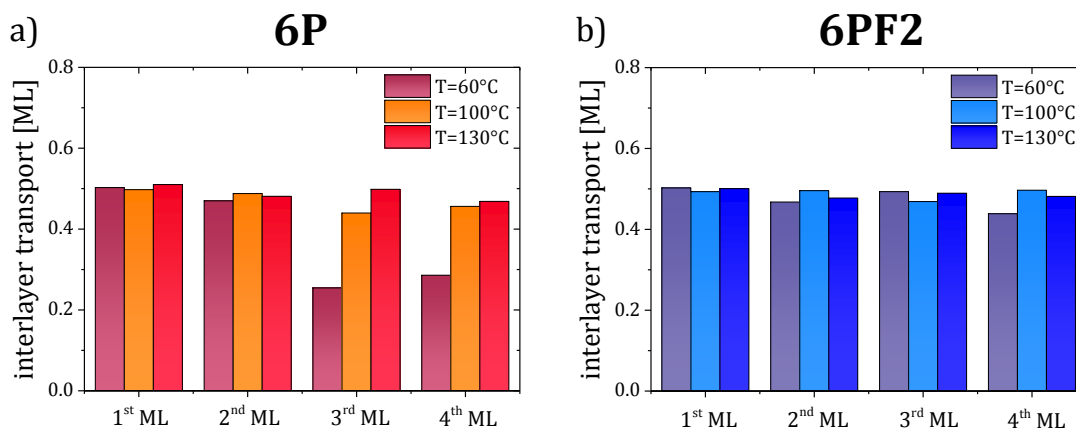 a)
6P
interlayer transport [ML]
0.8
0.6
0.4
0.2
0.0
T=60°C
T=100°C
T=130°C
1st ML
2nd ML
3rd ML
4th ML
b)
6PF2
interlayer transport [ML]
0.8
0.6
0.4
0.2
0.0
T=60°C
T=100°C
T=130°C
1st ML
2nd ML
3rd ML
4th ML